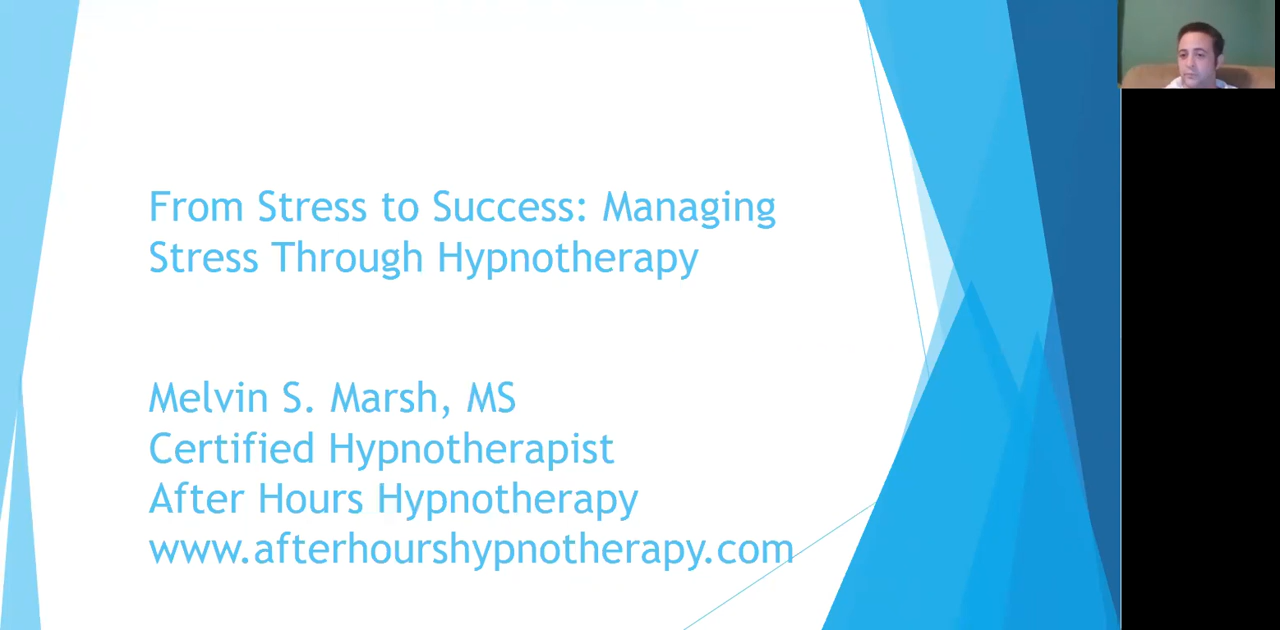 From Stress to Success: Managing
Stress Through Hypnotherapy
Melvin S. Marsh, MS
Certified Hypnotherapist
After Hours Hypnotherapy
www.afterhourshypnotherapy.com